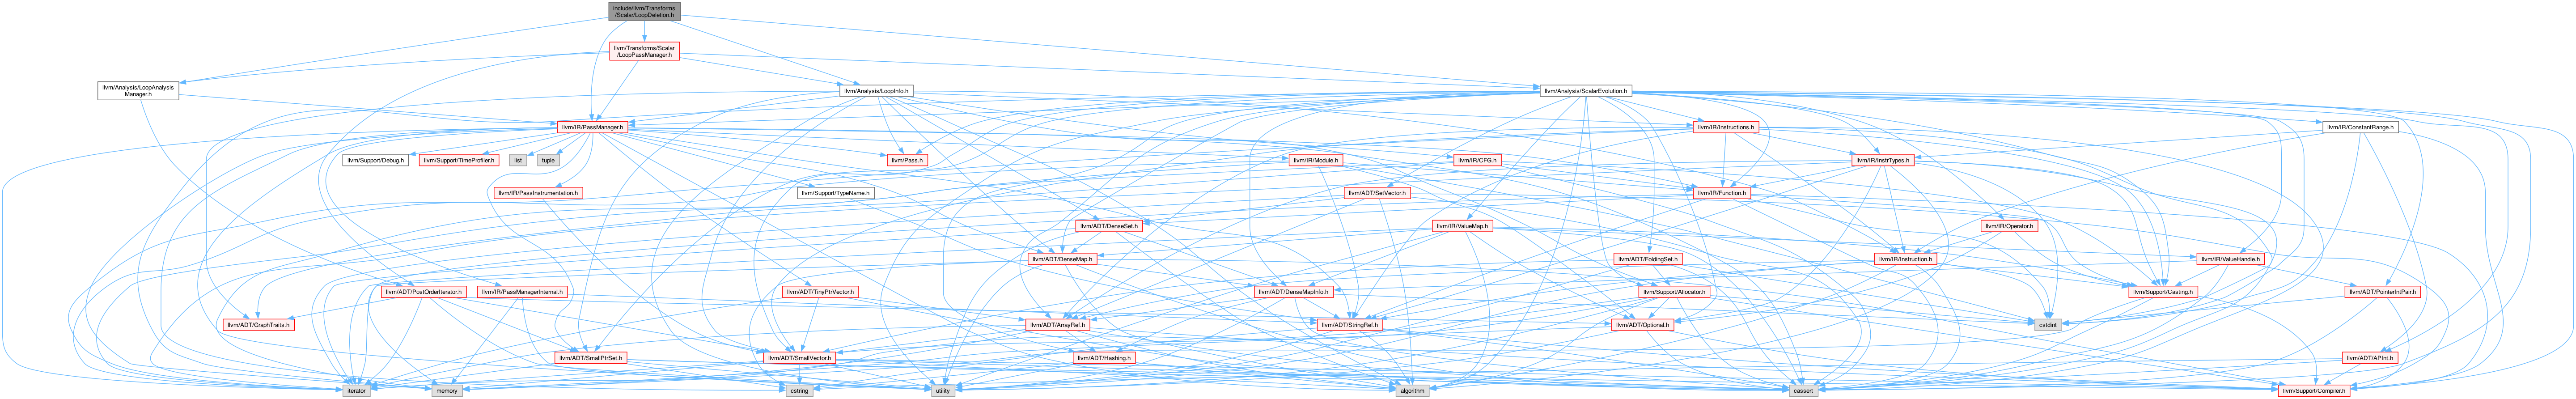 include/llvm/Transforms
/Scalar/LoopDeletion.h
llvm/Transforms/Scalar
/LoopPassManager.h
llvm/Analysis/LoopAnalysis
Manager.h
llvm/Analysis/LoopInfo.h
llvm/Analysis/ScalarEvolution.h
llvm/IR/PassManager.h
llvm/IR/Instructions.h
llvm/IR/ConstantRange.h
llvm/Support/Debug.h
llvm/Support/TimeProfiler.h
list
tuple
llvm/Pass.h
llvm/IR/Module.h
llvm/IR/CFG.h
llvm/IR/InstrTypes.h
llvm/IR/PassInstrumentation.h
llvm/Support/TypeName.h
llvm/ADT/SetVector.h
llvm/IR/Function.h
llvm/ADT/DenseSet.h
llvm/IR/ValueMap.h
llvm/IR/Operator.h
llvm/ADT/DenseMap.h
llvm/ADT/FoldingSet.h
llvm/IR/Instruction.h
llvm/IR/ValueHandle.h
llvm/ADT/PostOrderIterator.h
llvm/IR/PassManagerInternal.h
llvm/ADT/TinyPtrVector.h
llvm/ADT/DenseMapInfo.h
llvm/Support/Allocator.h
llvm/Support/Casting.h
llvm/ADT/PointerIntPair.h
llvm/ADT/GraphTraits.h
llvm/ADT/ArrayRef.h
llvm/ADT/StringRef.h
llvm/ADT/Optional.h
cstdint
llvm/ADT/SmallPtrSet.h
llvm/ADT/SmallVector.h
llvm/ADT/Hashing.h
llvm/ADT/APInt.h
iterator
memory
cstring
utility
algorithm
cassert
llvm/Support/Compiler.h